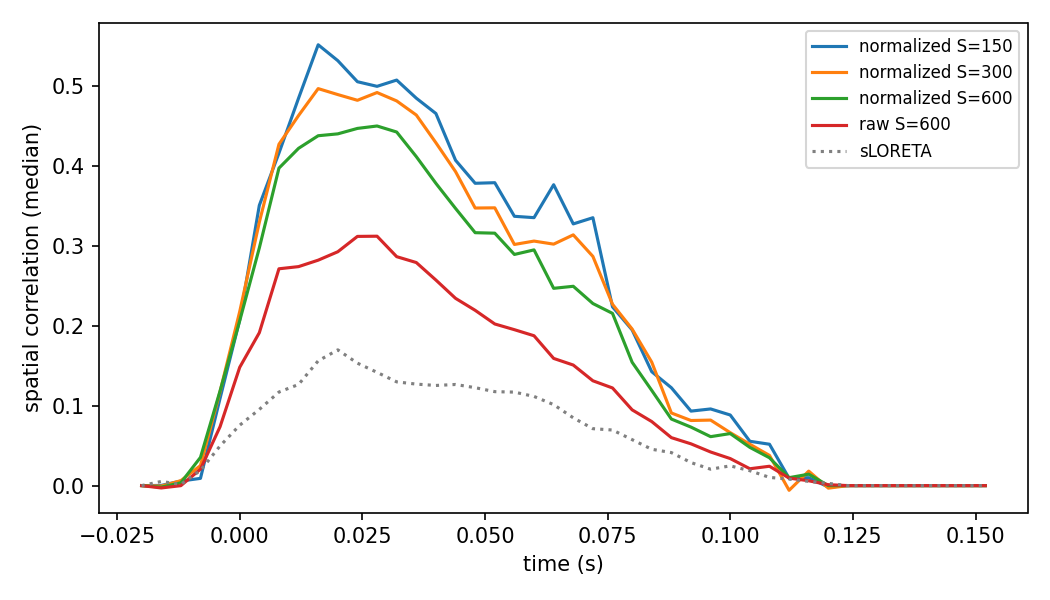 normalized S=150
normalized S=300
normalized S=600
raw S=600
sLORETA
spatial correlation (median)
0.5
0.4
0.3
0.2
0.1
0.0
−0.025 0.000 0.025 0.050 0.075 0.100 0.125 0.150
time (s)